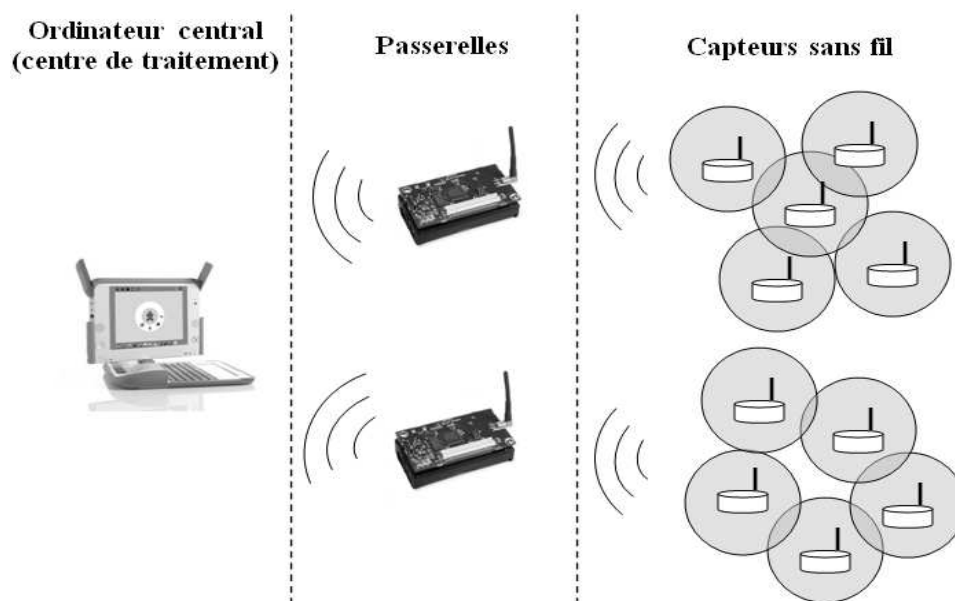 Ordinateur central
(centre de traitement)
Passerelles
Capteurs sans fil